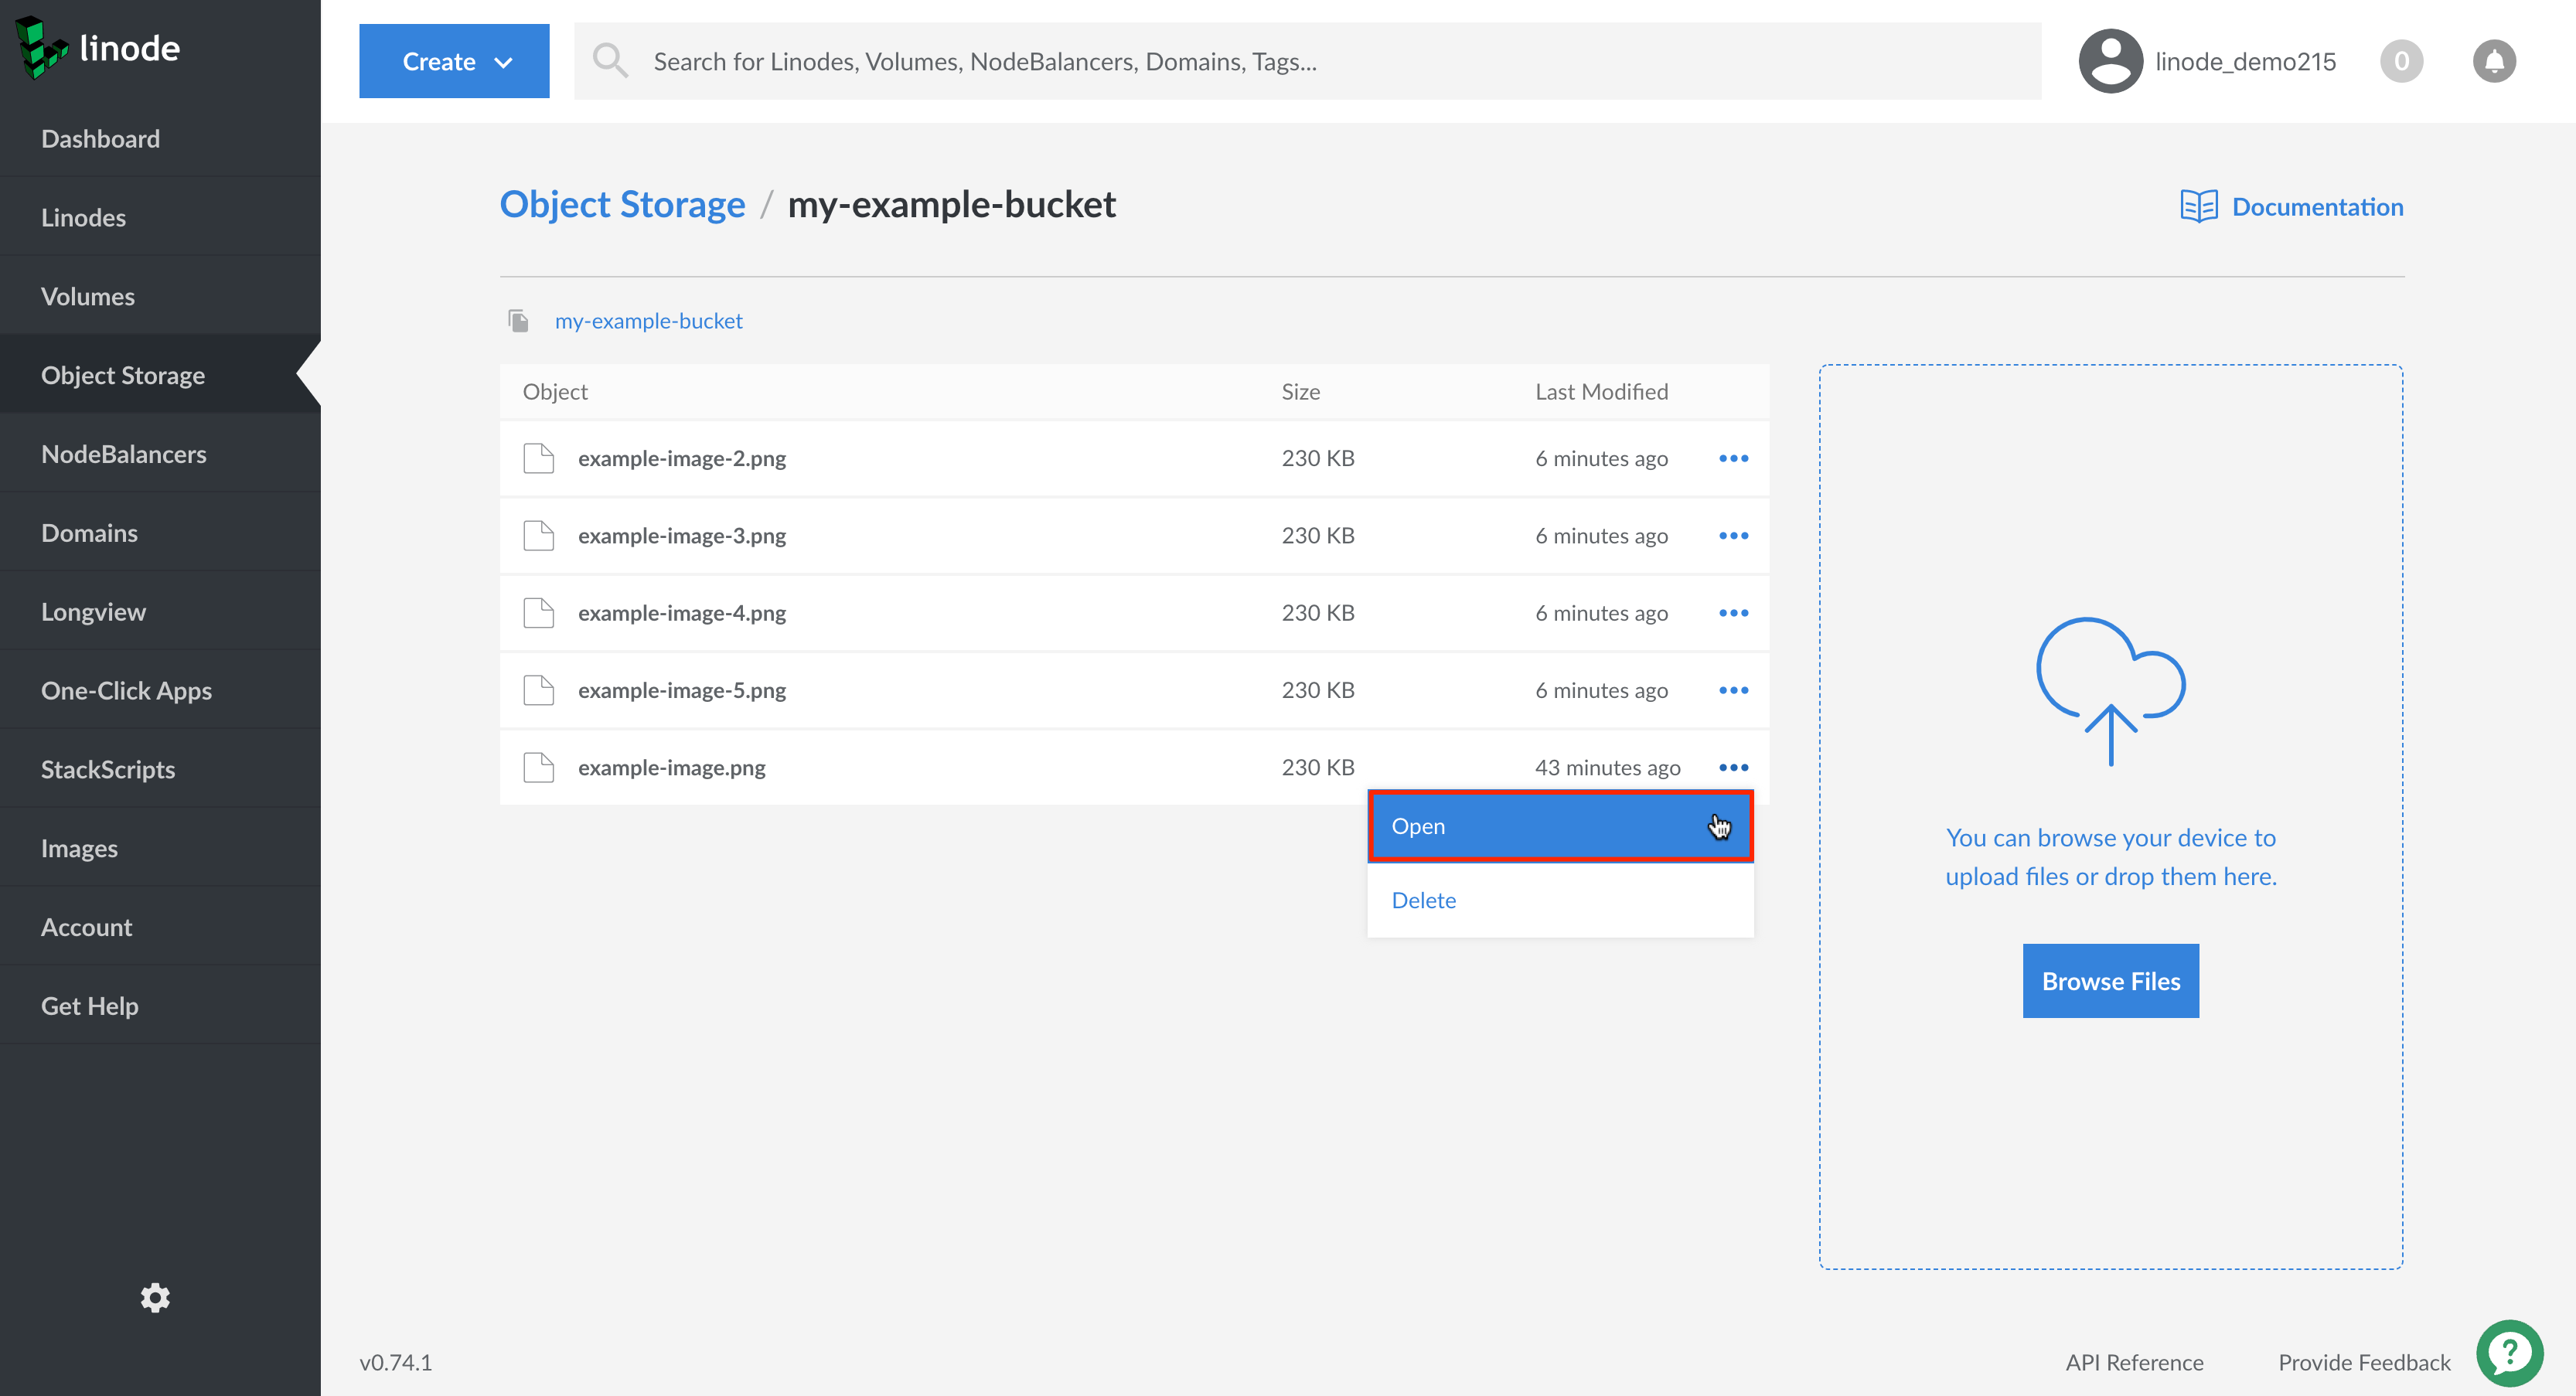 linode
Create
Search for Linodes, Volumes, NodeBalancers, Domains, Tags...
linode_demo215
0
Dashboard
Linodes
Volumes
Object Storage
NodeBalancers
Domains
Longview
One-Click Apps
StackScripts
Images
Account
Get Help
Object Storage / my-example-bucket
Documentation
my-example-bucket
Object Size Last Modified
example-image-2.png 230 KB 6 minutes ago
example-image-3.png 230 KB 6 minutes ago
example-image-4.png 230 KB 6 minutes ago
example-image-5.png 230 KB 6 minutes ago
example-image.png 230 KB 43 minutes ago
Open
Delete
You can browse your device to
upload files or drop them here.
Browse Files
v0.74.1
API Reference
Provide Feedback
?